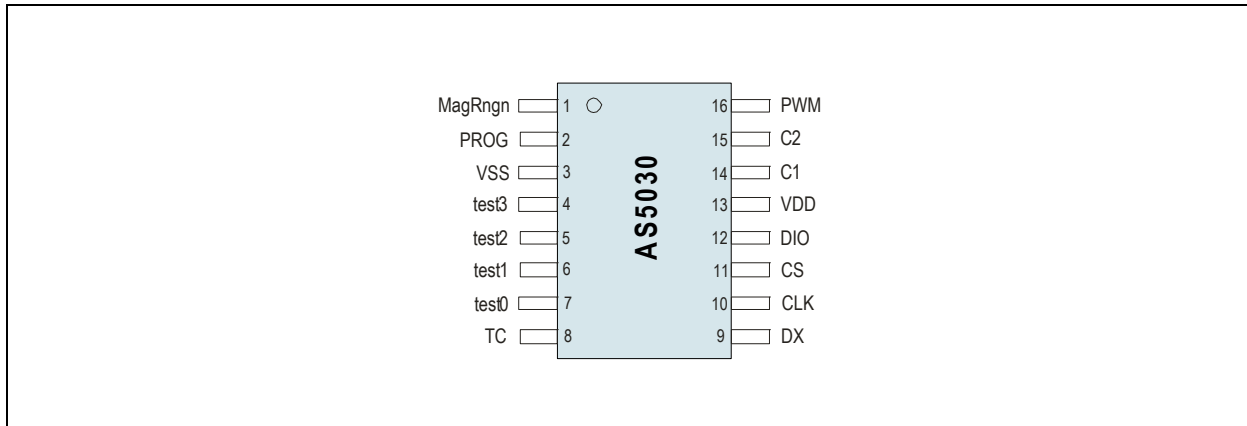 MagRngn 1 16 PWM
PROG 2 15 C2
VSS 3 14 C1
test3 4 13 VDD
test2 5 12 DIO
test1 6 11 CS
test0 7 10 CLK
TC 8 9 DX
AS5030